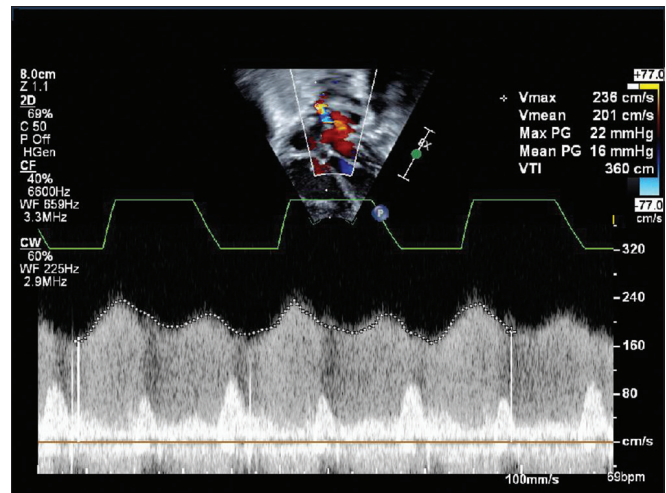 8.0cm
Z 1.1
2D
69%
C 50
P Off
HGen
CF
40%
6600Hz
WF 659Hz
3.3MHz
CW
60%
WF 225Hz
2.9MHz
P
+77.0
-77.0
cm/s
Vmax 236 cm/s
Vmean 201 cm/s
Max PG 22 mmHg
Mean PG 16 mmHg
VTI 360 cm
320
240
160
80
cm/s
100mm/s
69bpm